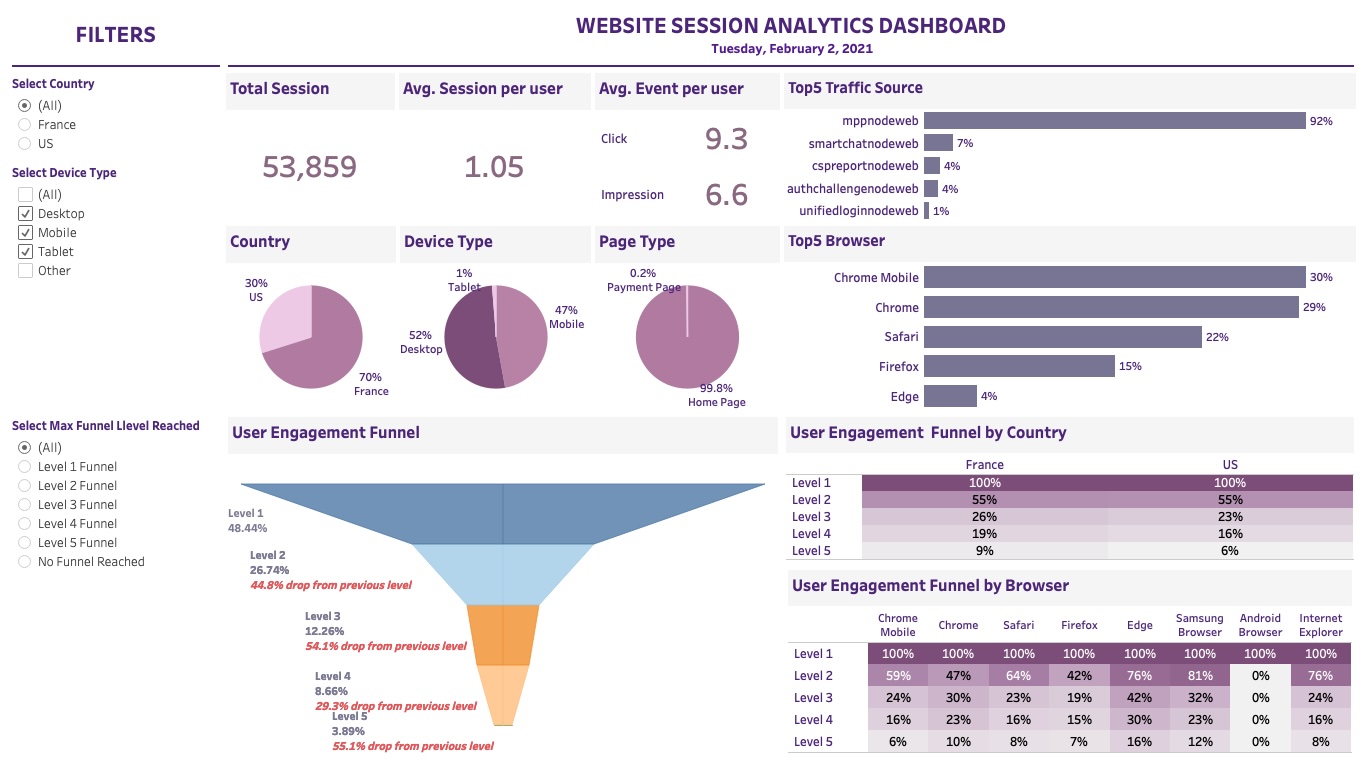 FILTERS
WEBSITE SESSION ANALYTICS DASHBOARD
Tuesday, February 2, 2021
Select Country
(All)
France
US
Select Device Type
(All)
Desktop
Mobile
Tablet
Other
Select Max Funnel Llevel Reached
(All)
Level 1 Funnel
Level 2 Funnel
Level 3 Funnel
Level 4 Funnel
Level 5 Funnel
No Funnel Reached
Total Session
53,859
Avg. Session per user
1.05
Avg. Event per user
Click 9.3
Impression 6.6
Top5 Traffic Source
mppnodeweb 92%
smartchatnodeweb 7%
cspreportnodeweb 4%
authchallengenodeweb 4%
unifiedloginnodeweb 1%
Country
30%
US
70%
France
Device Type
1%
Tablet
47%
Mobile
52%
Desktop
Page Type
0.2%
Payment Page
99.8%
Home Page
Top5 Browser
Chrome Mobile 30%
Chrome 29%
Safari 22%
Firefox 15%
Edge 4%
User Engagement Funnel
Level 1
48.44%
Level 2
26.74%
44.8% drop from previous level
Level 3
12.26%
54.1% drop from previous level
Level 4
8.66%
29.3% drop from previous level
Level 5
3.89%
55.1% drop from previous level
User Engagement Funnel by Country
France US
Level 1 100% 100%
Level 2 55% 55%
Level 3 26% 23%
Level 4 19% 16%
Level 5 9% 6%
User Engagement Funnel by Browser
Chrome Mobile Chrome Safari Firefox Edge Samsung Browser Android Browser Internet Explorer
Level 1 100% 100% 100% 100% 100% 100% 100% 100%
Level 2 59% 47% 64% 42% 76% 81% 0% 76%
Level 3 24% 30% 23% 19% 42% 32% 0% 24%
Level 4 16% 23% 16% 15% 30% 23% 0% 16%
Level 5 6% 10% 8% 7% 16% 12% 0% 8%